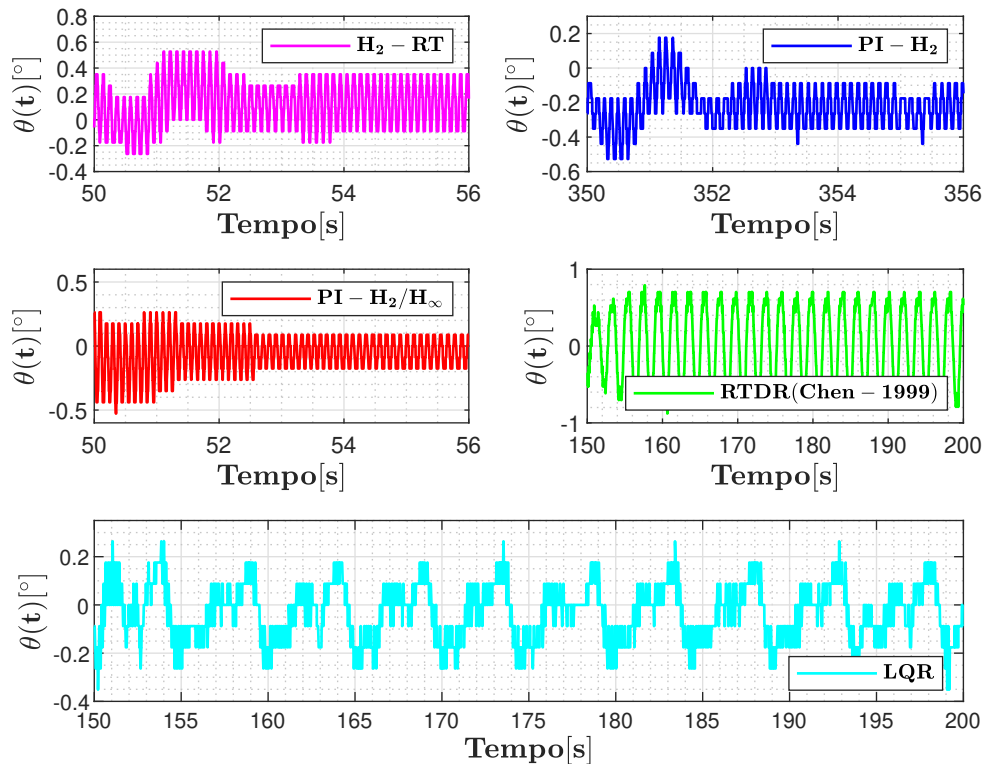 0.8
0.6
0.4
0.2
0
-0.2
-0.4
θ(t)[°]
H₂ − RT
50 52 54 56
Tempo[s]
0.2
0
-0.2
-0.4
-0.6
θ(t)[°]
PI − H₂
350 352 354 356
Tempo[s]
0.5
0
-0.5
θ(t)[°]
PI − H₂/H∞
50 52 54 56
Tempo[s]
1
0
-1
θ(t)[°]
RTDR(Chen − 1999)
150 160 170 180 190 200
Tempo[s]
0.2
0
-0.2
-0.4
θ(t)[°]
LQR
150 155 160 165 170 175 180 185 190 195 200
Tempo[s]